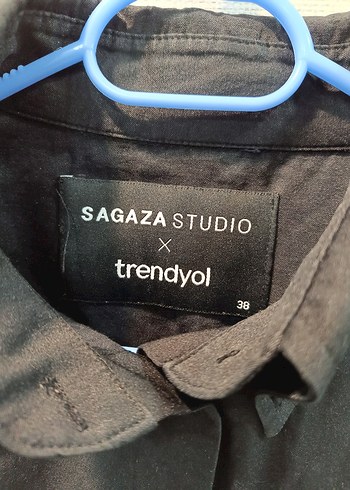 SAGAZA STUDIO
×
trendyol
38